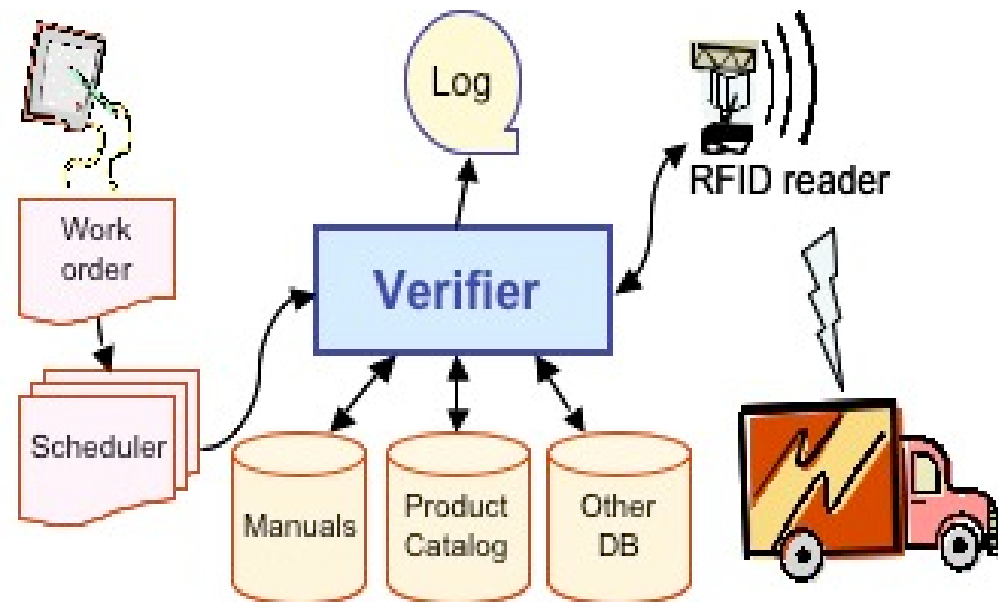 Log
RFID reader
Work
order
Verifier
Scheduler
Manuals
Product
Catalog
Other
DB